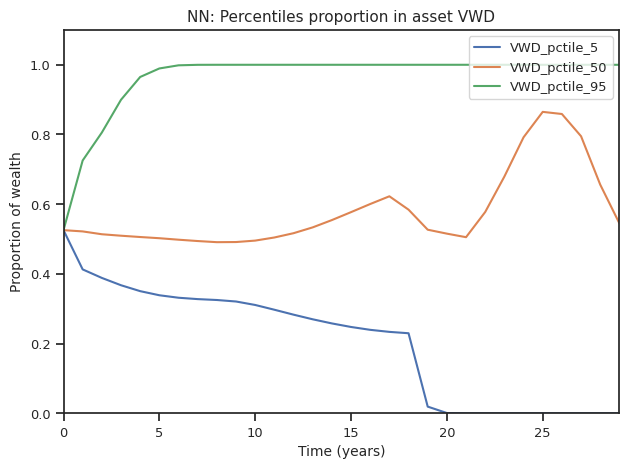 NN: Percentiles proportion in asset VWD
VWD_pctile_5
VWD_pctile_50
VWD_pctile_95
Proportion of wealth
1.0
0.8
0.6
0.4
0.2
0.0
0 5 10 15 20 25
Time (years)